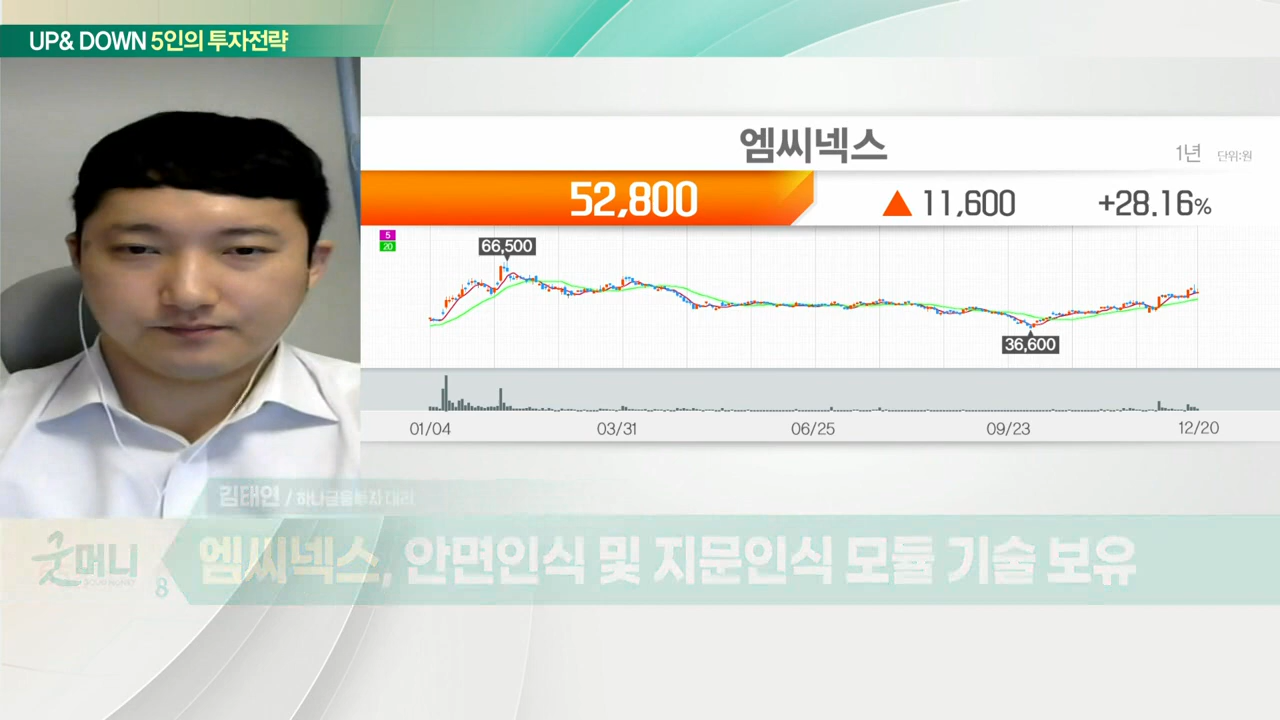 UP& DOWN 5인의 투자전략
엠씨넥스
1년 단위:원
52,800 ▲ 11,600 +28.16%
5
20
66,500
36,600
01/04 03/31 06/25 09/23 12/20
김태연 / 하나금융투자 대리
굿머니
8
엠씨넥스, 안면인식 및 지문인식 모듈 기술 보유